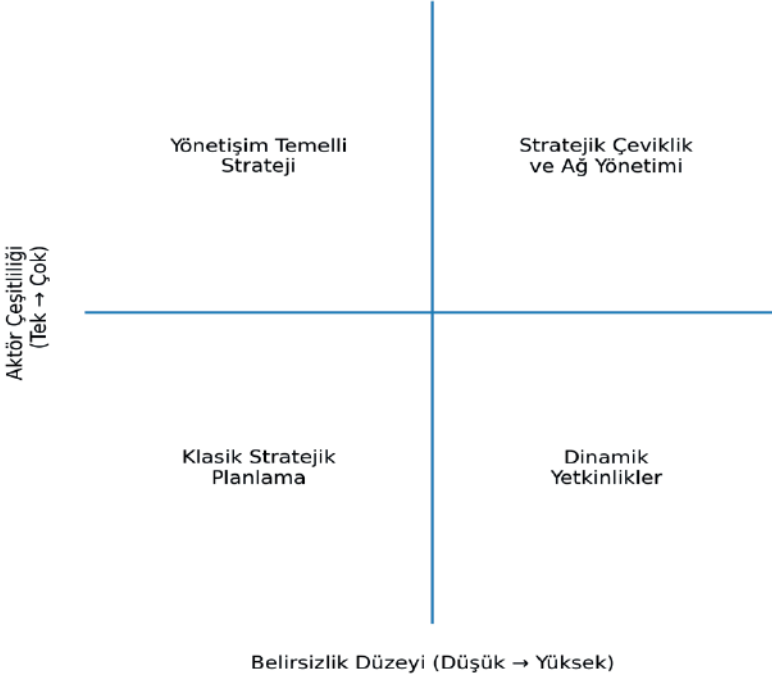 Yönetişim Temelli
Strateji
Stratejik Çeviklik
ve Ağ Yönetimi
Aktör Çeşitliliği
(Tek → Çok)
Klasik Stratejik
Planlama
Dinamik
Yetkinlikler
Belirsizlik Düzeyi (Düşük → Yüksek)